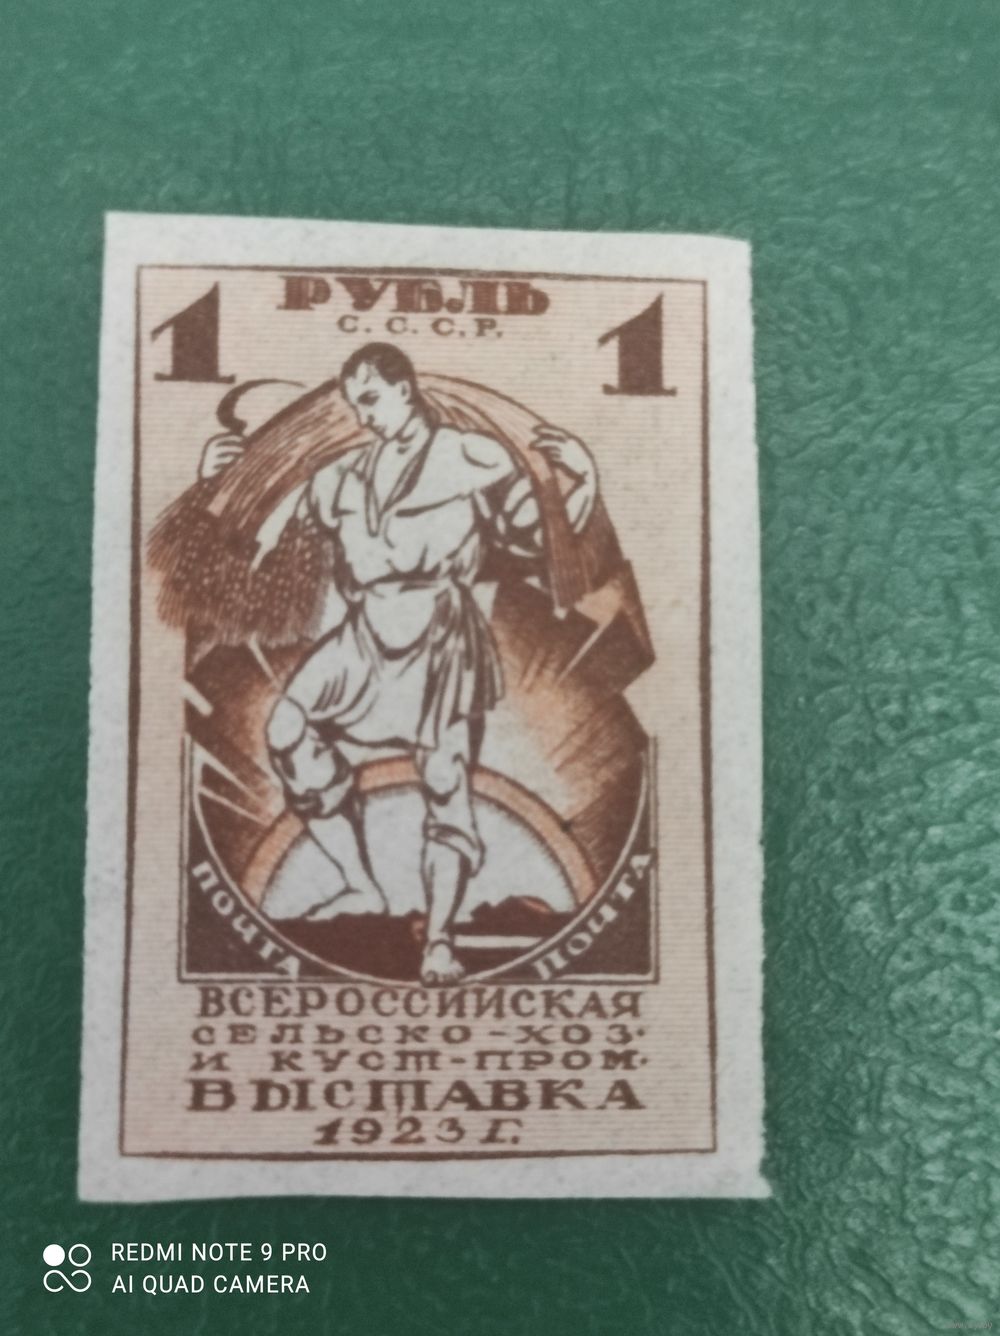 1 РУБЛЬ 1
С. С. С. Р.
ПОЧТА ПОЧТА
ВСЕРОССИЙСКАЯ
СЕЛЬСКО-ХОЗ.
И КУСТ-ПРОМ.
ВЫСТАВКА
1923 Г.
REDMI NOTE 9 PRO
AI QUAD CAMERA